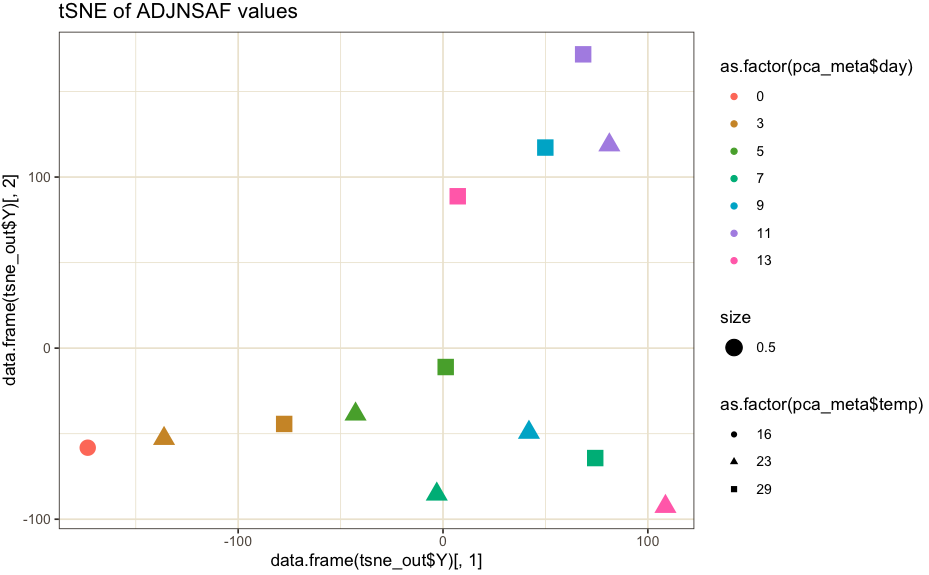 tSNE of ADJNSAF values
data.frame(tsne_out$Y)[, 2]
100
0
-100
-100
0
100
data.frame(tsne_out$Y)[, 1]
as.factor(pca_meta$day)
0
3
5
7
9
11
13
size
0.5
as.factor(pca_meta$temp)
16
23
29